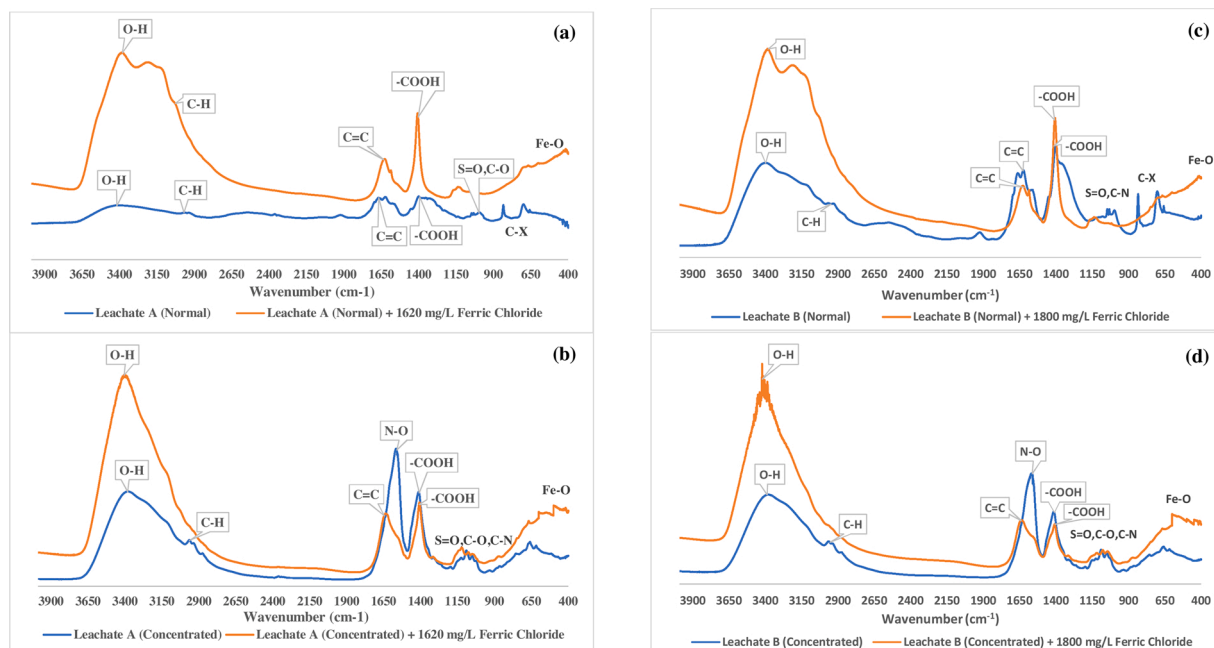 (a)
O-H
-COOH
C-H
Fe-O
C=C
S=O,C-O
O-H
C-H
C=C
-COOH
C-X
3900 3400 3150 2900 2650 2400 2150 1900 1650 1400 1150 900 650 400
Wavenumber (cm-1)
Leachate A (Normal) Leachate A (Normal) + 1620 mg/L Ferric Chloride
(b)
O-H
N-O
O-H
-COOH
Fe-O
C=C
-COOH
C-H
S=O,C-O,C-N
3900 3400 3150 2900 2650 2400 2150 1900 1650 1400 1150 900 650 400
Wavenumber (cm-1)
Leachate A (Concentrated) Leachate A (Concentrated) + 1620 mg/L Ferric Chloride
(c)
O-H
-COOH
O-H
C=C
-COOH
Fe-O
C=C
C-X
S=O,C-N
C-H
3900 3400 3150 2900 2650 2400 2150 1900 1650 1400 1150 900 650 400
Wavenumber (cm-1)
Leachate B (Normal) Leachate B (Normal) + 1800 mg/L Ferric Chloride
(d)
O-H
N-O
O-H
-COOH
Fe-O
C=C
-COOH
C-H
S=O,C-O,C-N
3900 3400 3150 2900 2650 2400 2150 1900 1650 1400 1150 900 650 400
Wavenumber (cm-1)
Leachate B (Concentrated) Leachate B (Concentrated) + 1800 mg/L Ferric Chloride